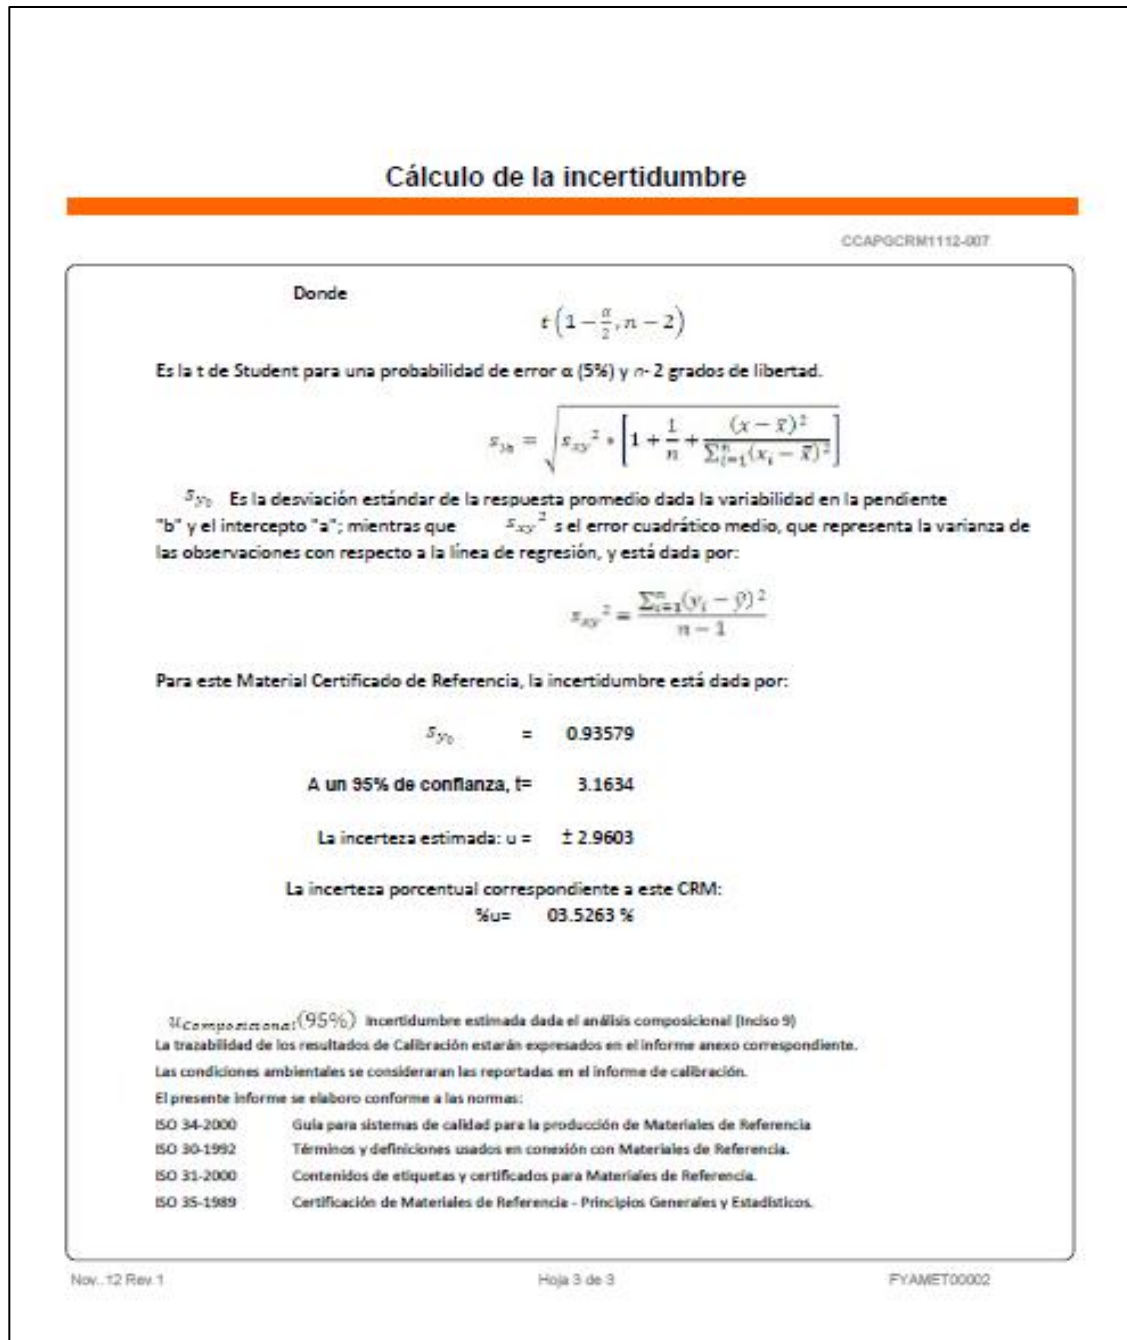 Cálculo de la incertidumbre
CCAPGCRM1112-007
Donde
t(1 − α/2, n − 2)
Es la t de Student para una probabilidad de error α (5%) y n- 2 grados de libertad.
s_y₀ = √(s_xy² * [1 + 1/n + (x − x̄)²/Σⁿᵢ₌₁(xᵢ − x̄)²])
s_y₀ Es la desviación estándar de la respuesta promedio dada la variabilidad en la pendiente
"b" y el intercepto "a"; mientras que s_xy² s el error cuadrático medio, que representa la varianza de
las observaciones con respecto a la línea de regresión, y está dada por:
s_xy² = Σⁿᵢ₌₁(yᵢ − ŷ)²/(n − 1)
Para este Material Certificado de Referencia, la incertidumbre está dada por:
s_y₀ = 0.93579
A un 95% de confianza, t= 3.1634
La incerteza estimada: u = ± 2.9603
La incerteza porcentual correspondiente a este CRM:
%u= 03.5263 %
u_Composicional(95%) Incertidumbre estimada dada el análisis composicional (Inciso 9)
La trazabilidad de los resultados de Calibración estarán expresados en el informe anexo correspondiente.
Las condiciones ambientales se consideraran las reportadas en el informe de calibración.
El presente informe se elaboro conforme a las normas:
ISO 34-2000 Guía para sistemas de calidad para la producción de Materiales de Referencia
ISO 30-1992 Términos y definiciones usados en conexión con Materiales de Referencia.
ISO 31-2000 Contenidos de etiquetas y certificados para Materiales de Referencia.
ISO 35-1989 Certificación de Materiales de Referencia - Principios Generales y Estadísticos.
Nov..12 Rev.1 Hoja 3 de 3 FYAMET00002